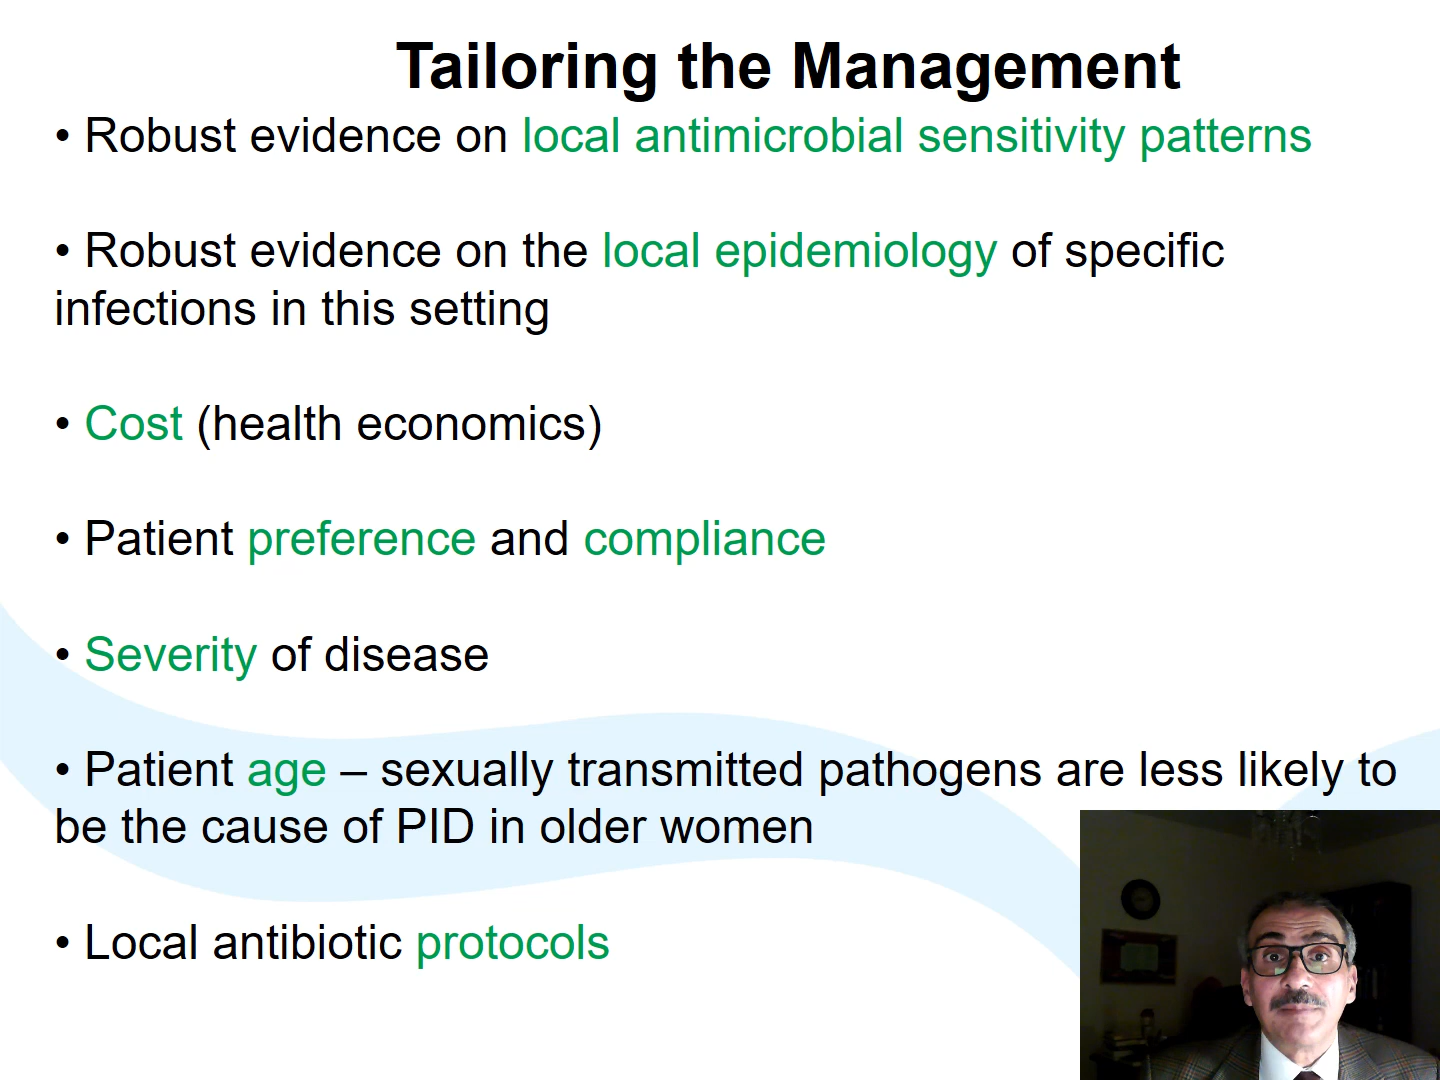 Tailoring the Management
• Robust evidence on local antimicrobial sensitivity patterns
• Robust evidence on the local epidemiology of specific
infections in this setting
• Cost (health economics)
• Patient preference and compliance
• Severity of disease
• Patient age – sexually transmitted pathogens are less likely to
be the cause of PID in older women
• Local antibiotic protocols